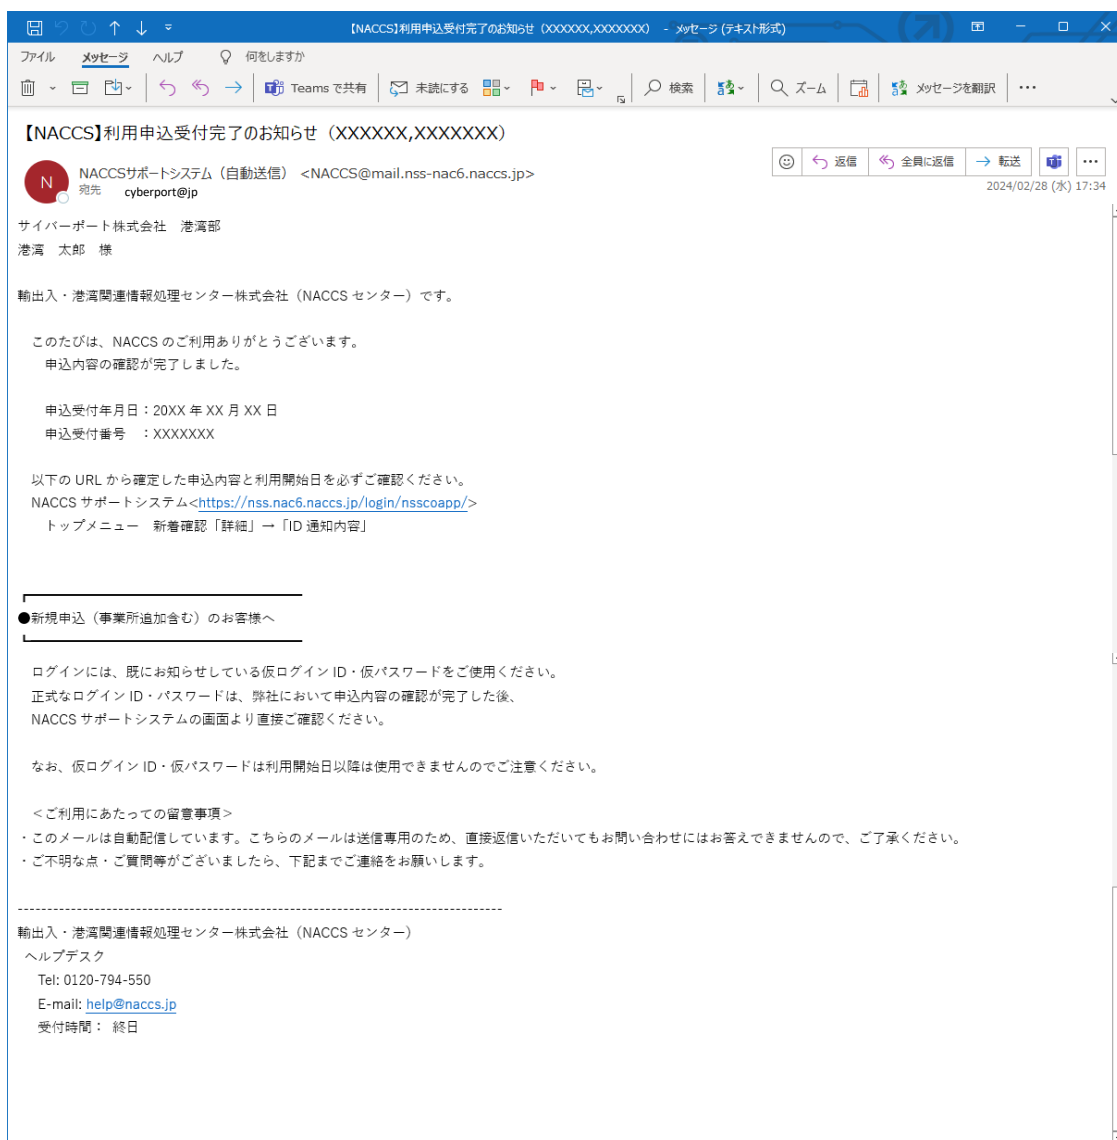 【NACCS】利用申込受付完了のお知らせ（XXXXXX,XXXXXXX） - メッセージ (テキスト形式)
ファイル メッセージ ヘルプ 何をしますか
Teams で共有 未読にする 検索 ズーム メッセージを翻訳 …
【NACCS】利用申込受付完了のお知らせ（XXXXXX,XXXXXXX）
N
NACCSサポートシステム（自動送信） <NACCS@mail.nss-nac6.naccs.jp>
宛先 cyberport@jp
返信 全員に返信 転送 …
2024/02/28 (水) 17:34
サイバーポート株式会社　港湾部
港湾　太郎　様
輸出入・港湾関連情報処理センター株式会社（NACCS センター）です。
このたびは、NACCS のご利用ありがとうございます。
申込内容の確認が完了しました。
申込受付年月日：20XX 年 XX 月 XX 日
申込受付番号　：XXXXXXX
以下の URL から確定した申込内容と利用開始日を必ずご確認ください。
NACCS サポートシステム<https://nss.nac6.naccs.jp/login/nsscoapp/>
トップメニュー　新着確認「詳細」→「ID 通知内容」
┏━━━━━━━━━━━━━━━━━━━━
●新規申込（事業所追加含む）のお客様へ
┗━━━━━━━━━━━━━━━━━━━━
ログインには、既にお知らせしている仮ログイン ID・仮パスワードをご使用ください。
正式なログイン ID・パスワードは、弊社において申込内容の確認が完了した後、
NACCS サポートシステムの画面より直接ご確認ください。
なお、仮ログイン ID・仮パスワードは利用開始日以降は使用できませんのでご注意ください。
＜ご利用にあたっての留意事項＞
・このメールは自動配信しています。こちらのメールは送信専用のため、直接返信いただいてもお問い合わせにはお答えできませんので、ご了承ください。
・ご不明な点・ご質問等がございましたら、下記までご連絡をお願いします。
---------------------------------------------------------------------------------
輸出入・港湾関連情報処理センター株式会社（NACCS センター）
ヘルプデスク
Tel: 0120-794-550
E-mail: help@naccs.jp
受付時間： 終日